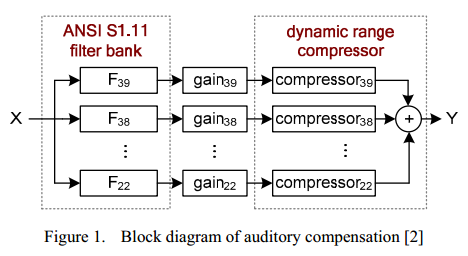 ANSI S1.11
filter bank
dynamic range
compressor
X
F39
gain39
compressor39
F38
gain38
compressor38
+
Y
⋮
⋮
⋮
F22
gain22
compressor22
Figure 1. Block diagram of auditory compensation [2]